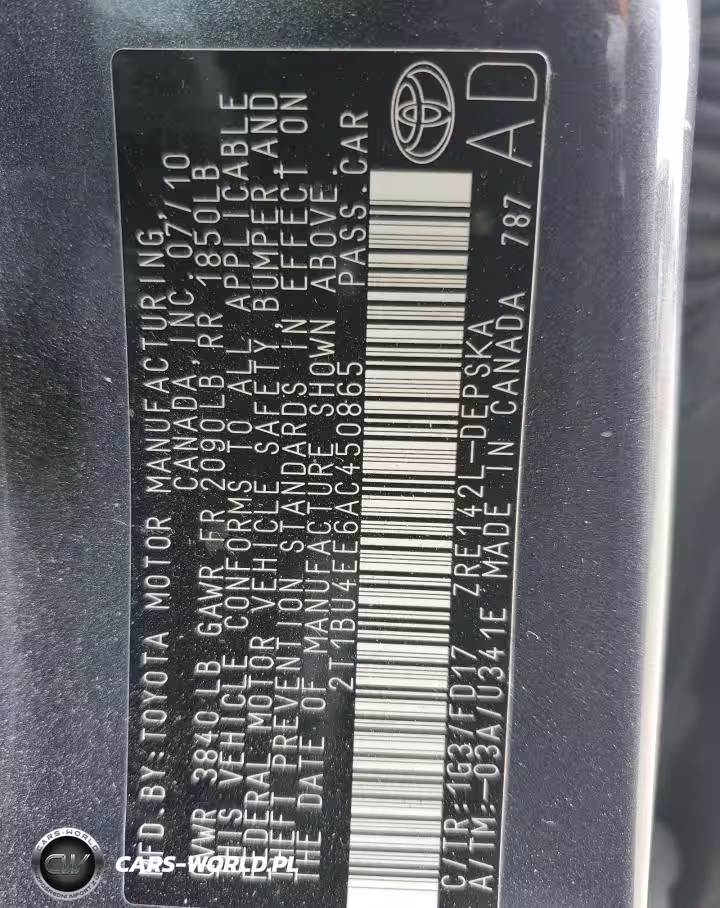 MFD.BY:TOYOTA MOTOR MANUFACTURING,
CANADA, INC. 07/10
GVWR 3840 LB GAWR FR 2090LB, RR 1850LB
THIS VEHICLE CONFORMS TO ALL APPLICABLE
FEDERAL MOTOR VEHICLE SAFETY, BUMPER, AND
THEFT PREVENTION STANDARDS IN EFFECT ON
THE DATE OF MANUFACTURE SHOWN ABOVE.
2T1BU4EE6AC450865 PASS.CAR
C/TR:1G3/FD17 ZRE142L-DEPSKA
A/TM:-03A/U341E MADE IN CANADA 787
AD
CARS-WORLD
CW
CARS-WORLD.PL